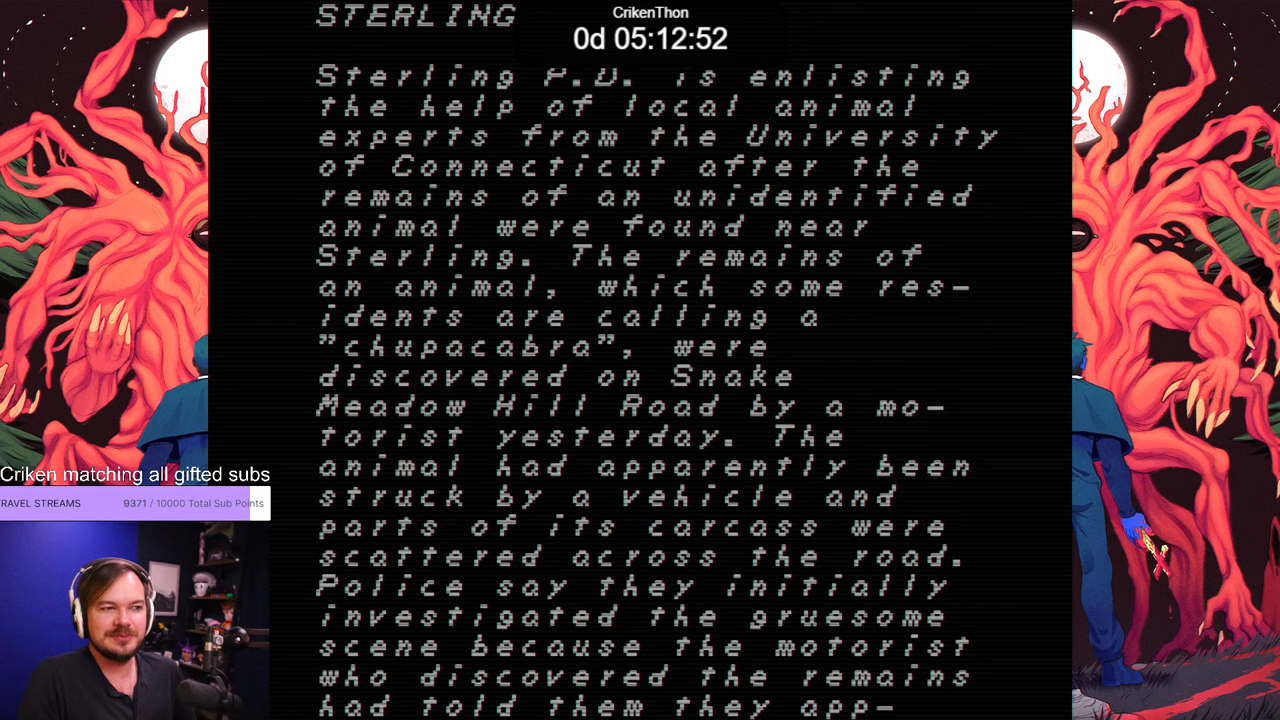 STERLING
CrikenThon
0d 05:12:52
Sterling P.D. is enlisting
the help of local animal
experts from the University
of Connecticut after the
remains of an unidentified
animal were found near
Sterling. The remains of
an animal, which some res-
idents are calling a
"chupacabra", were
discovered on Snake
Meadow Hill Road by a mo-
torist yesterday. The
animal had apparently been
struck by a vehicle and
parts of its carcass were
scattered across the road.
Police say they initially
investigated the gruesome
scene because the motorist
who discovered the remains
had told them they app-
Criken matching all gifted subs
RAVEL STREAMS 9371 / 10000 Total Sub Points